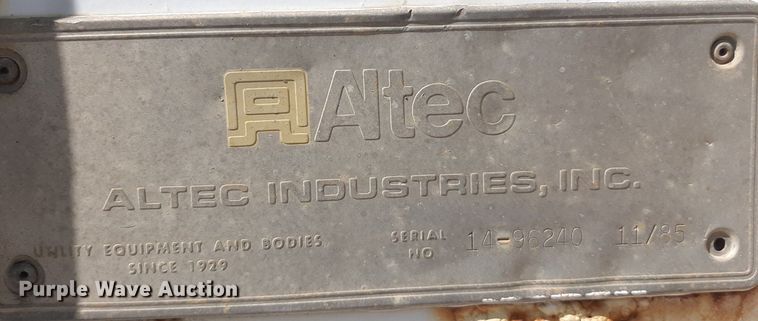 Altec
ALTEC INDUSTRIES, INC.
UTILITY EQUIPMENT AND BODIES
SINCE 1929
SERIAL NO 14-96240 11/85
Purple Wave Auction